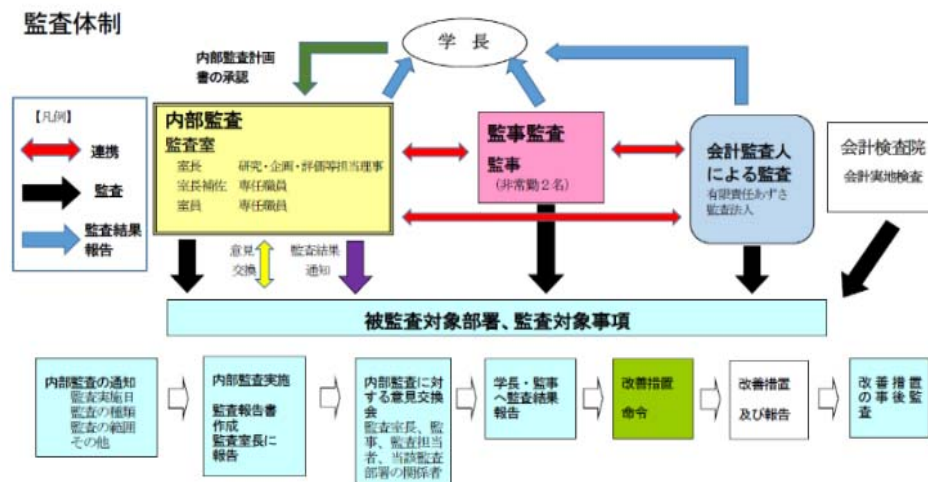 監査体制
学 長
内部監査計画
書の承認
【凡例】
連携
監査
監査結果
報告
内部監査
監査室
室長 研究・企画・評価等担当理事
室長補佐 専任職員
室員 専任職員
監事監査
監事
(非常勤2名)
会計監査人
による監査
有限責任あずさ
監査法人
会計検査院
会計実地検査
意見
交換
監査結果
通知
被監査対象部署、監査対象事項
内部監査の通知
監査実施日
監査の種類
監査の範囲
その他
内部監査実施
監査報告書
作成
監査室長に
報告
内部監査に対
する意見交換
会
監査室長、監
事、監査担当
者、当該監査
部署の関係者
学長・監事
へ監査結果
報告
改善措置
命令
改善措置
及び報告
改善措置
の事後監
査